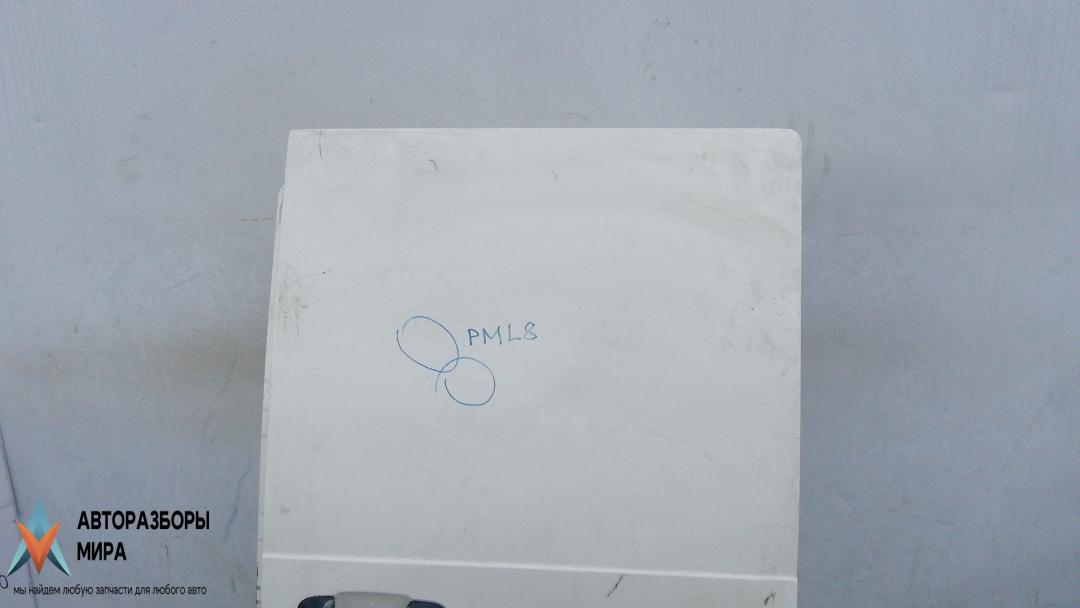 PML8
АВТОРАЗБОРЫ
МИРА
мы найдем любую запчасти для любого авто